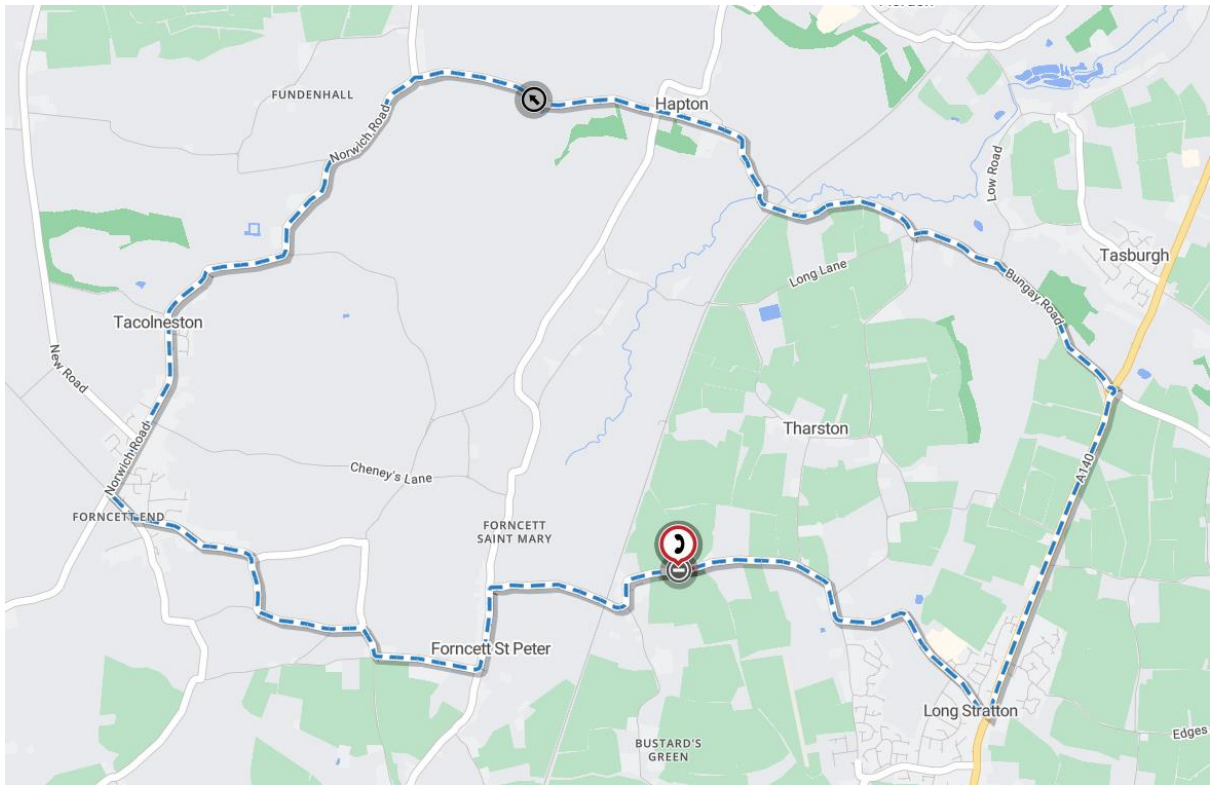 FUNDENHALL
Hapton
Norwich Road
Low Road
Tasburgh
Long Lane
Bungay Road
Tacolneston
New Road
Tharston
A140
Cheney's Lane
Norwich Road
FORNCETT END
FORNCETT
SAINT MARY
Forncett St Peter
Long Stratton
BUSTARD'S
GREEN
Edges